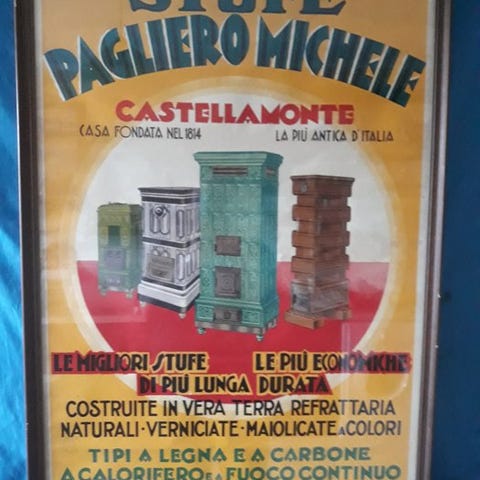 STUFE
PAGLIERO MICHELE
CASTELLAMONTE
CASA FONDATA NEL 1814 LA PIÙ ANTICA D'ITALIA
LE MIGLIORI STUFE LE PIÙ ECONOMICHE
DI PIÙ LUNGA DURATA
COSTRUITE IN VERA TERRA REFRATTARIA
NATURALI · VERNICIATE · MAIOLICATE A COLORI
TIPI A LEGNA E A CARBONE
A CALORIFERO E A FUOCO CONTINUO